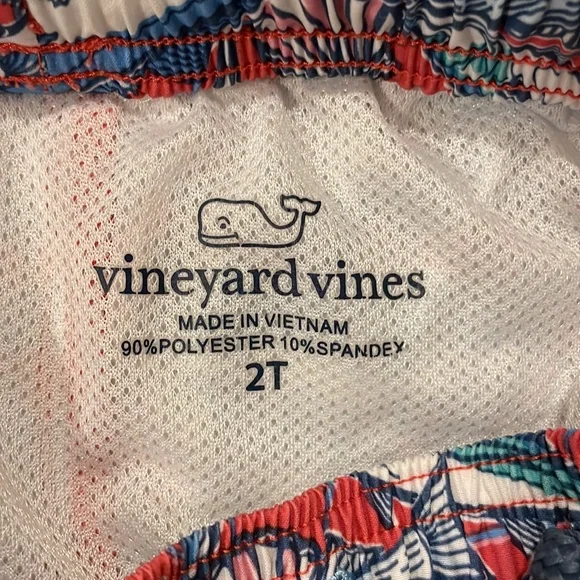 vineyard vines
MADE IN VIETNAM
90%POLYESTER 10%SPANDEX
2T